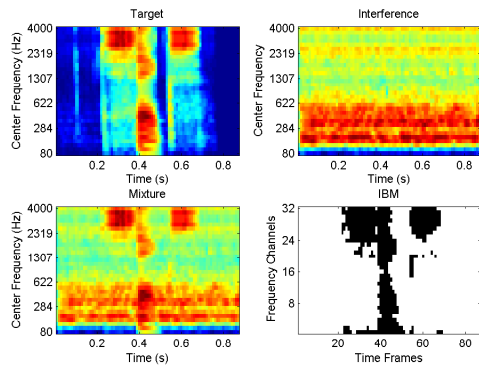 Target
Interference
Center Frequency (Hz)
4000
2319
1307
622
284
80
0.2 0.4 0.6 0.8
Time (s)
Center Frequency (Hz)
4000
2319
1307
622
284
80
0.2 0.4 0.6 0.8
Time (s)
Mixture
IBM
Center Frequency (Hz)
4000
2319
1307
622
284
80
0.2 0.4 0.6 0.8
Time (s)
Frequency Channels
32
24
16
8
20 40 60 80
Time Frames